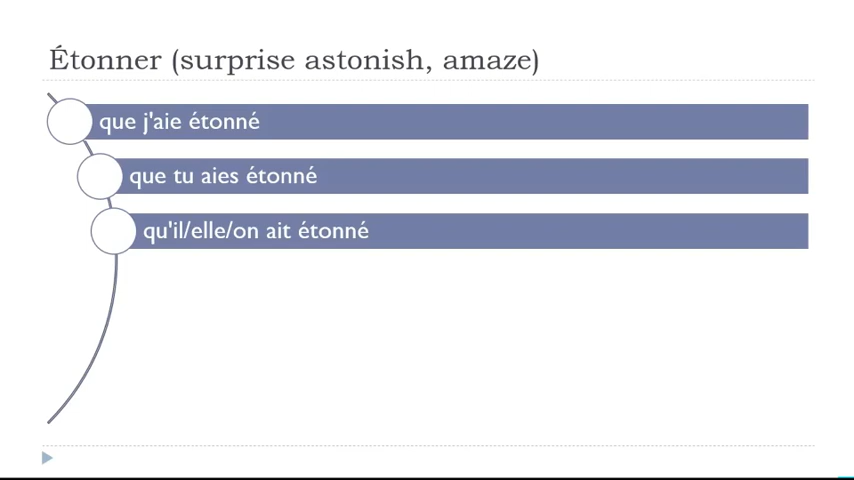 Étonner (surprise astonish, amaze)
que j'aie étonné
que tu aies étonné
qu'il/elle/on ait étonné